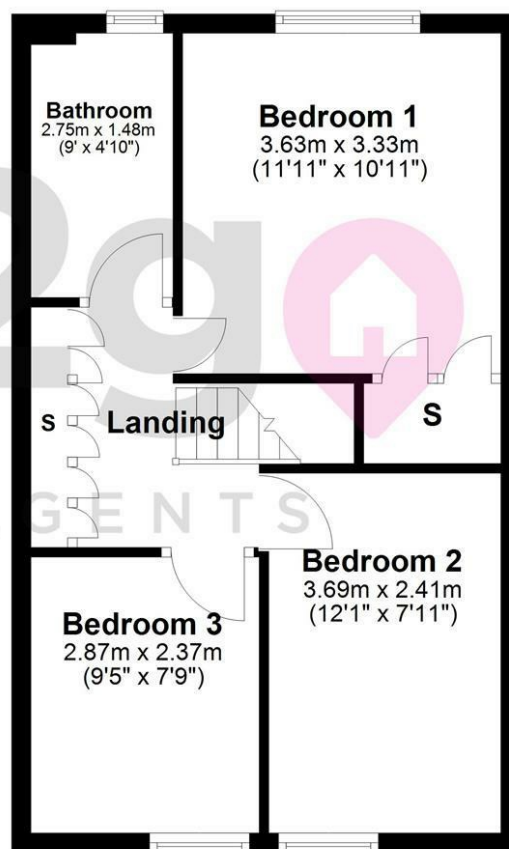 Bathroom
2.75m x 1.48m
(9' x 4'10")
Bedroom 1
3.63m x 3.33m
(11'11" x 10'11")
2g
S
Landing
S
GENTS
Bedroom 2
3.69m x 2.41m
(12'1" x 7'11")
Bedroom 3
2.87m x 2.37m
(9'5" x 7'9")